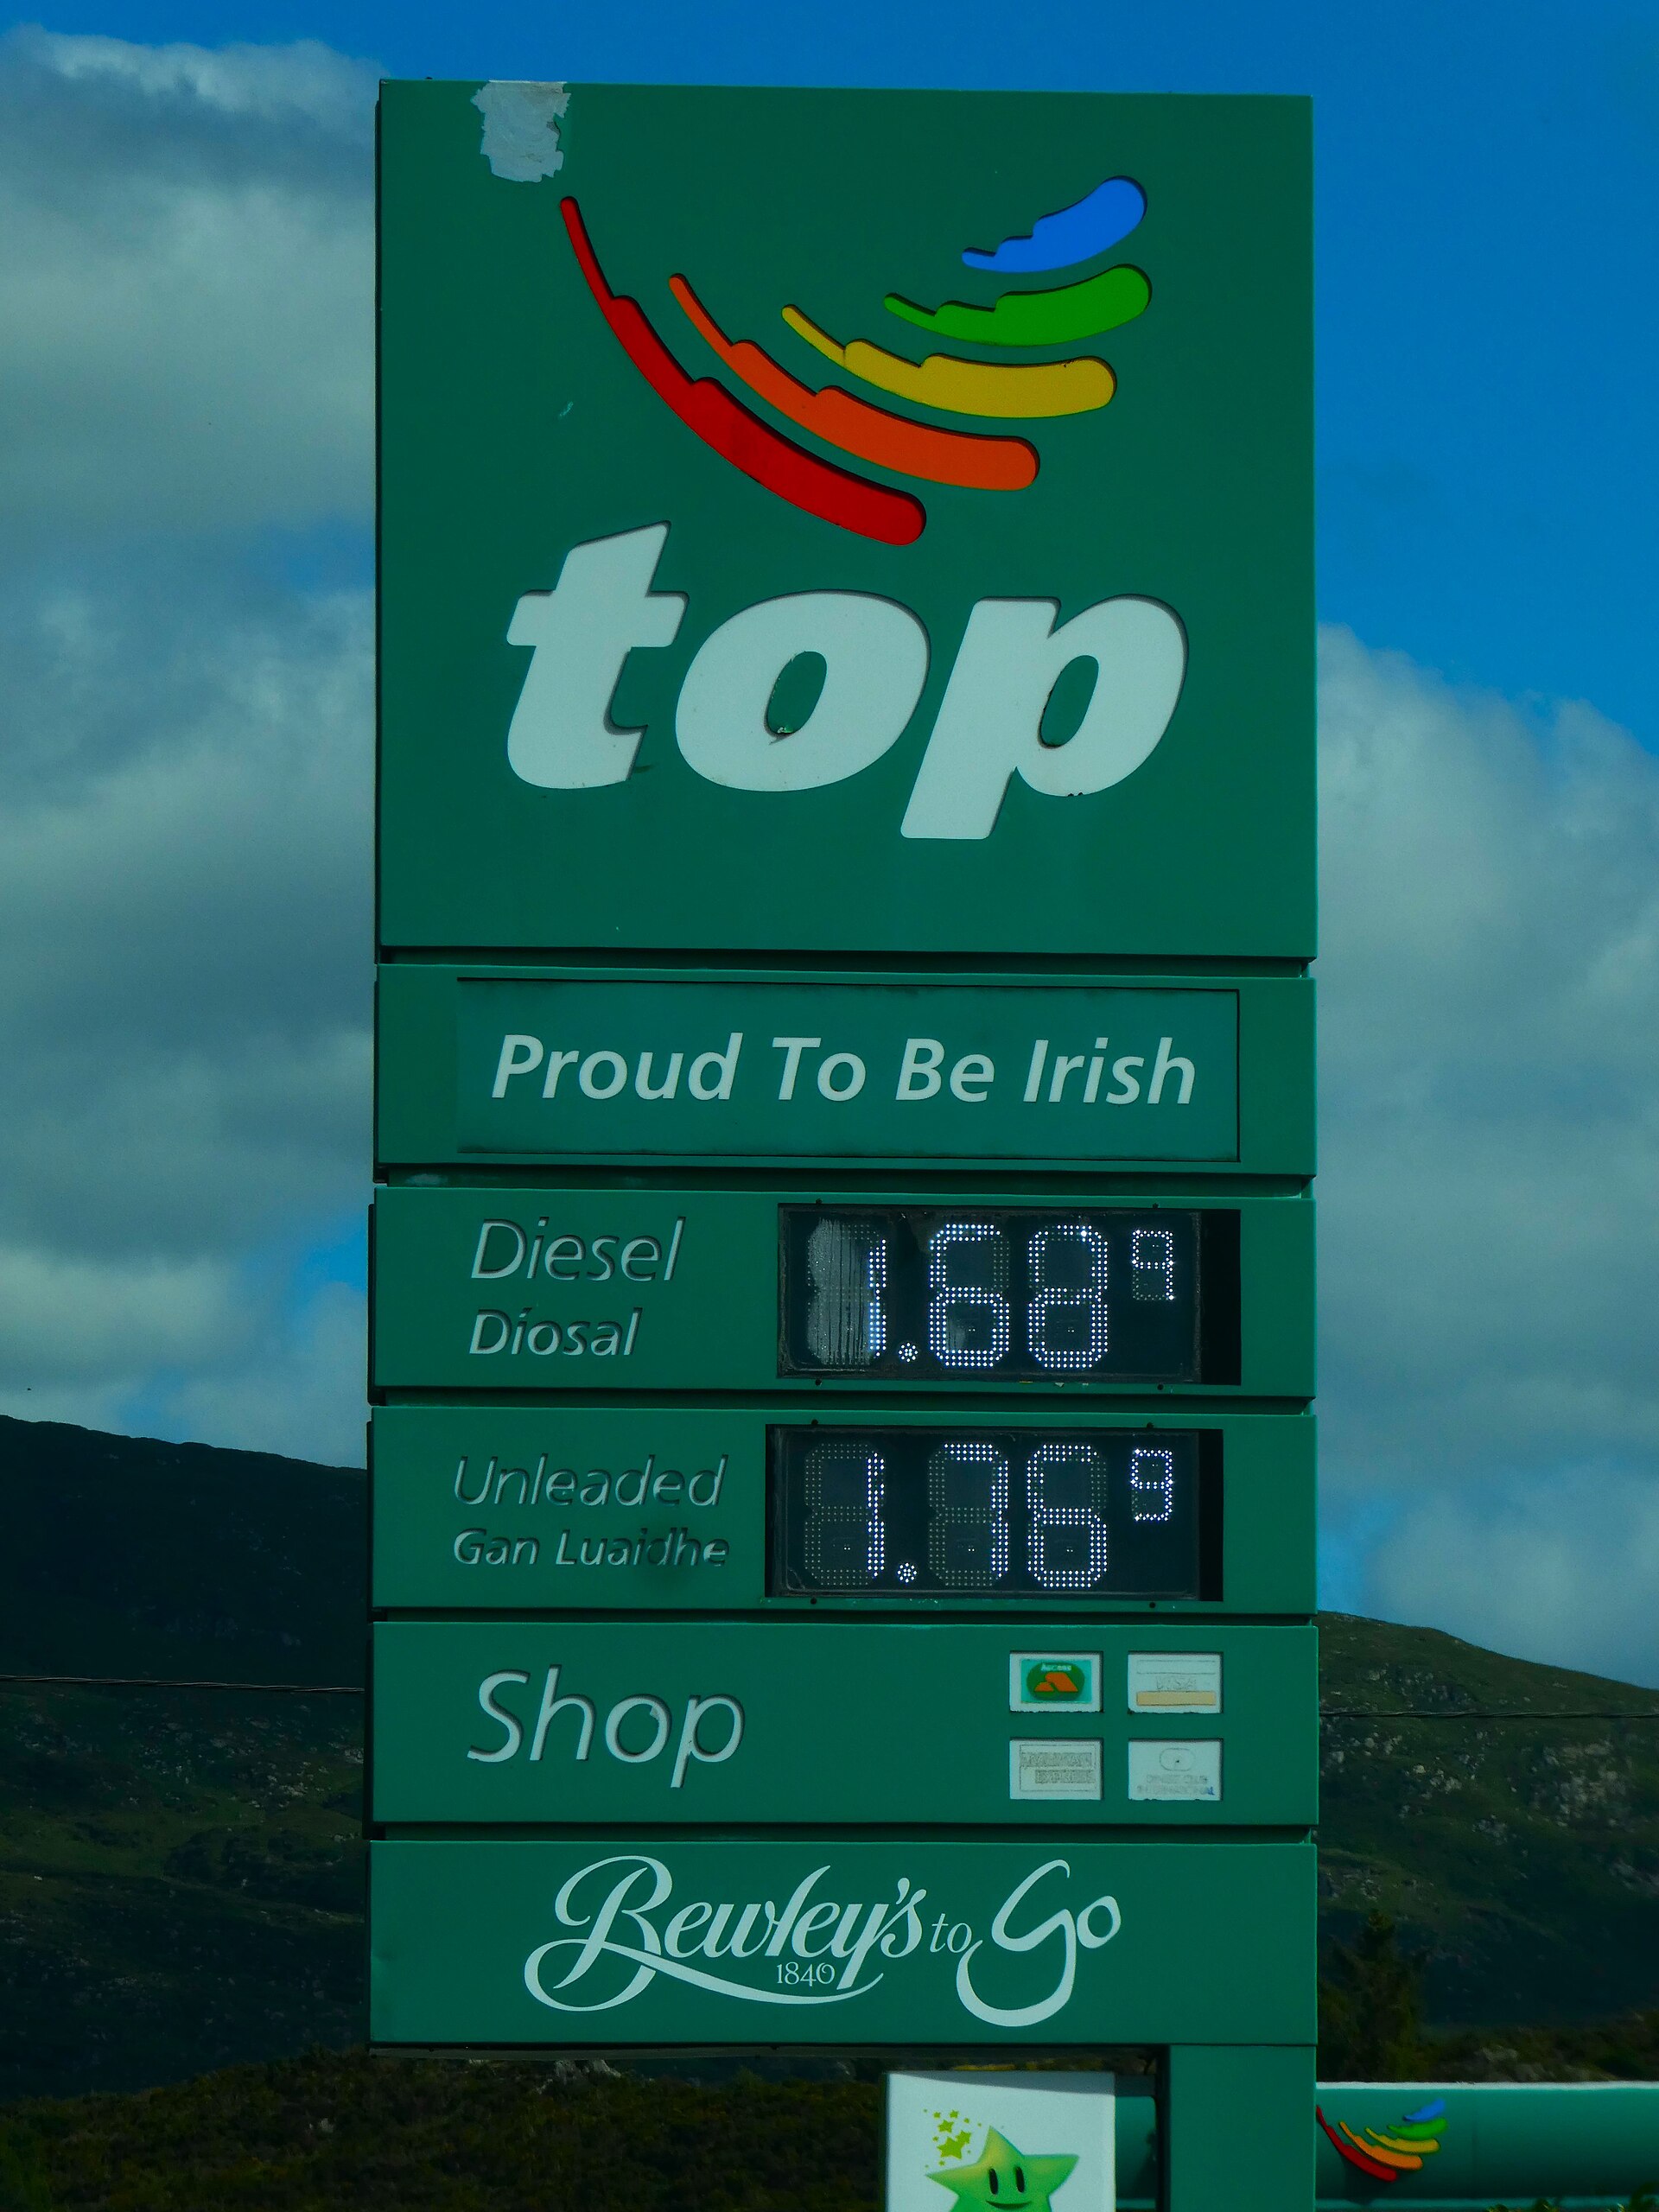 top
Proud To Be Irish
Diesel 1.68 9
Diosal
Unleaded 1.76 9
Gan Luaidhe
Shop
Access
Bewley's to Go
1840